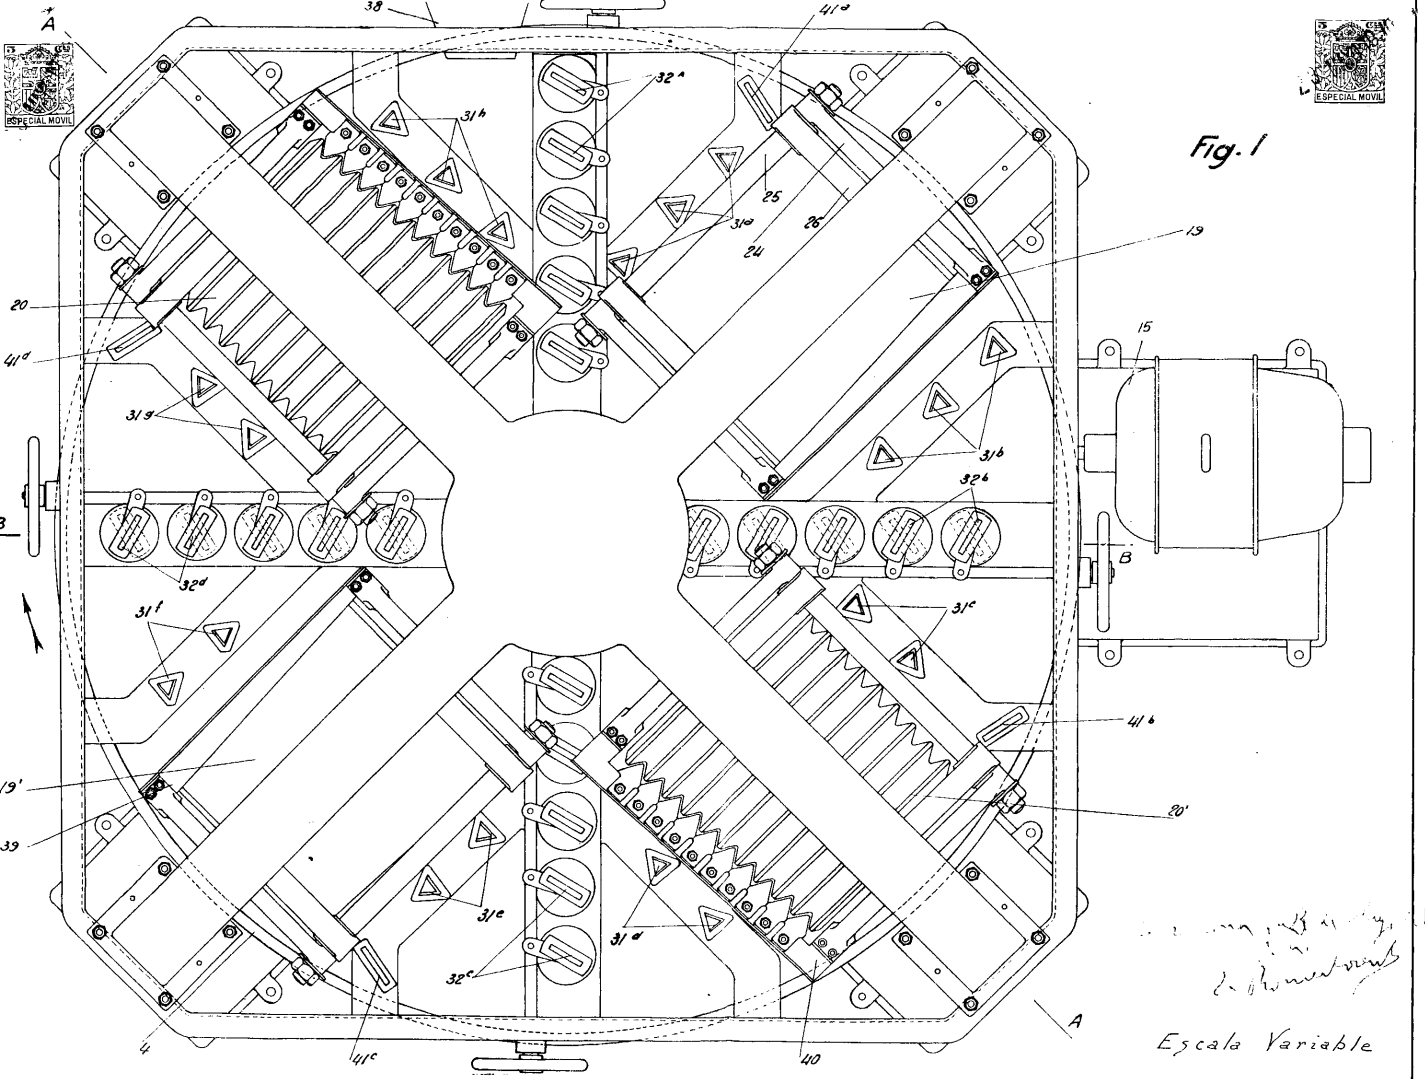 A
38
41a
ESPECIAL MOVIL
ESPECIAL MOVIL
32a
31h
Fig. 1
31a
25
26
24
19
20
15
41d
31g
31b
32b
B
B
32d
31f
31c
41b
19'
20'
39
31e
31d
32c
4
41c
40
A
Escala Variable